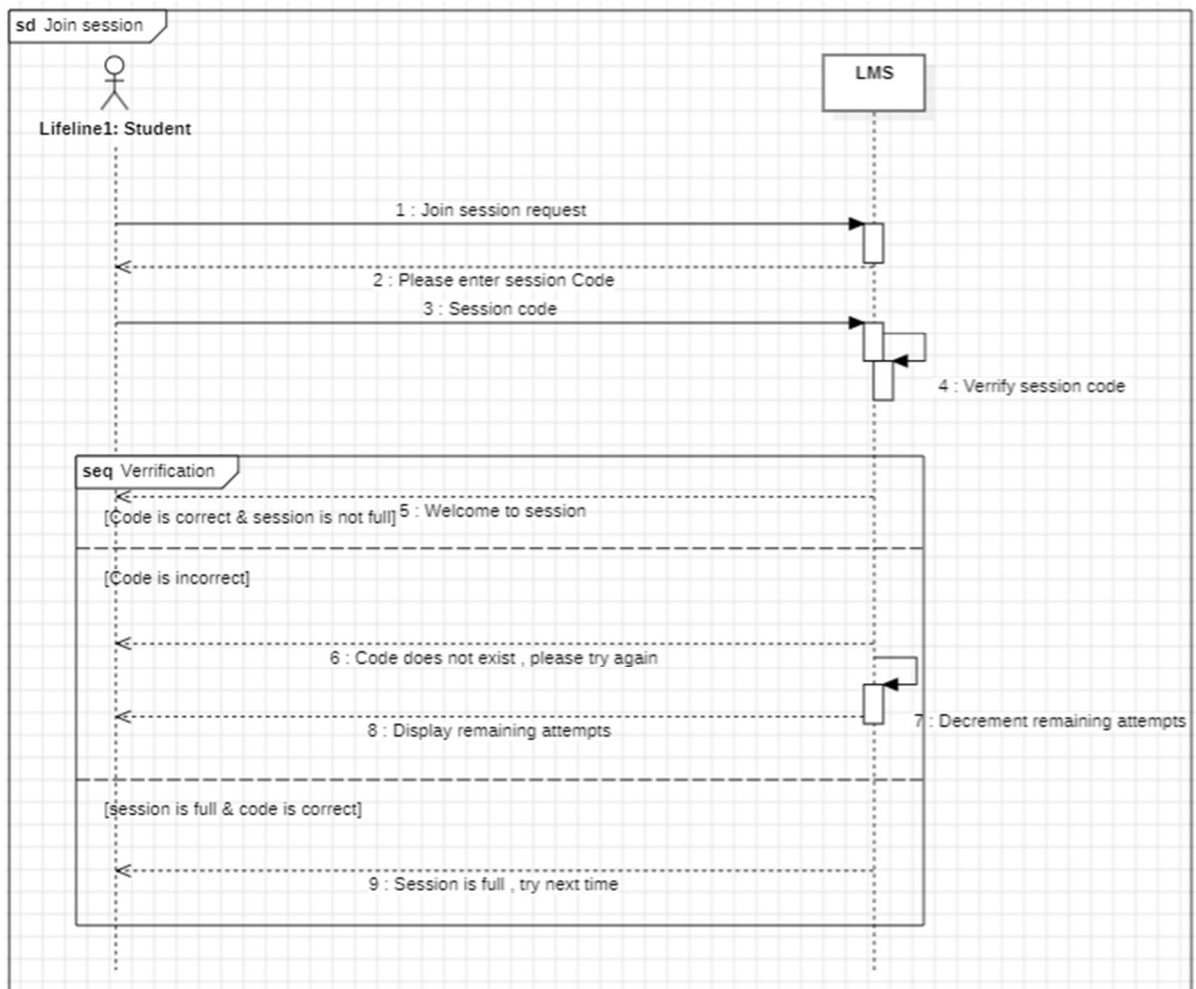 sd Join session
LMS
Lifeline1: Student
1 : Join session request
2 : Please enter session Code
3 : Session code
4 : Verrify session code
seq Verrification
[Code is correct & session is not full] 5 : Welcome to session
[Code is incorrect]
6 : Code does not exist , please try again
7 : Decrement remaining attempts
8 : Display remaining attempts
[session is full & code is correct]
9 : Session is full , try next time